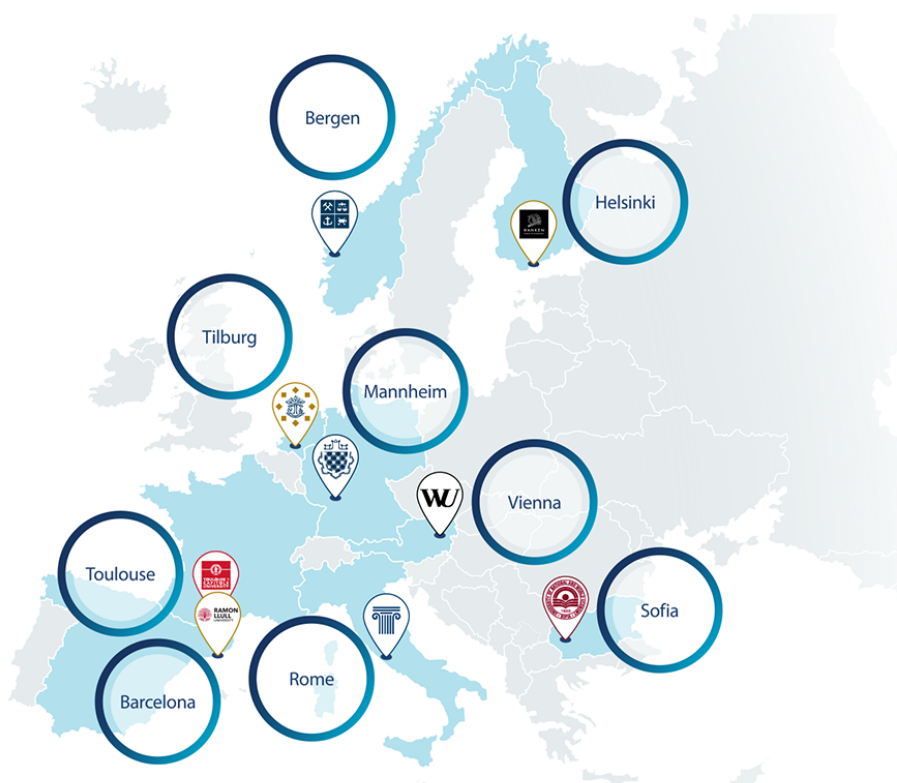 Bergen
Helsinki
HANKEN
Tilburg
Mannheim
WU
Vienna
Toulouse
RAMON
LLULL
UNIVERSITY
Sofia
Rome
Barcelona